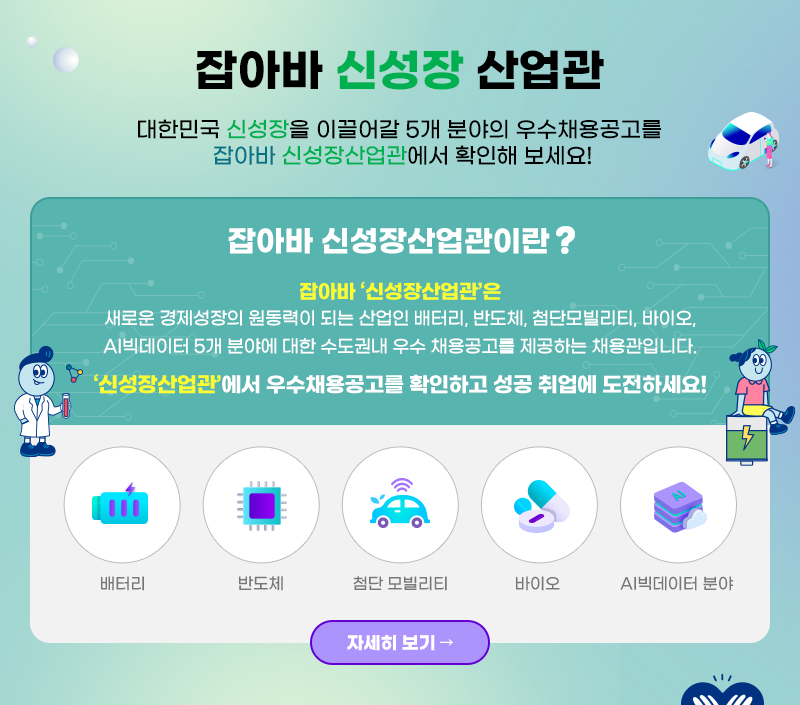 잡아바 신성장 산업관
대한민국 신성장을 이끌어갈 5개 분야의 우수채용공고를
잡아바 신성장산업관에서 확인해 보세요!
잡아바 신성장산업관이란?
잡아바 ‘신성장산업관’은
새로운 경제성장의 원동력이 되는 산업인 배터리, 반도체, 첨단모빌리티, 바이오,
AI빅데이터 5개 분야에 대한 수도권내 우수 채용공고를 제공하는 채용관입니다.
‘신성장산업관’에서 우수채용공고를 확인하고 성공 취업에 도전하세요!
AI
배터리
반도체
첨단 모빌리티
바이오
AI빅데이터 분야
자세히 보기→